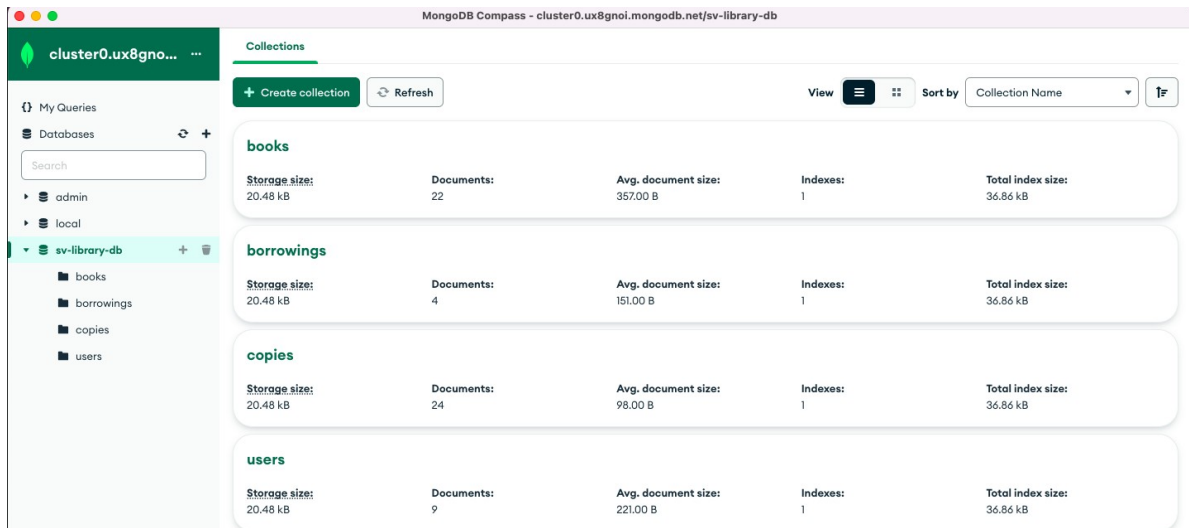 MongoDB Compass - cluster0.ux8gnoi.mongodb.net/sv-library-db
cluster0.ux8gno... ...
{} My Queries
Databases
Search
admin
local
sv-library-db
books
borrowings
copies
users
Collections
+ Create collection Refresh View Sort by Collection Name
books
Storage size: Documents: Avg. document size: Indexes: Total index size:
20.48 kB 22 357.00 B 1 36.86 kB
borrowings
Storage size: Documents: Avg. document size: Indexes: Total index size:
20.48 kB 4 151.00 B 1 36.86 kB
copies
Storage size: Documents: Avg. document size: Indexes: Total index size:
20.48 kB 24 98.00 B 1 36.86 kB
users
Storage size: Documents: Avg. document size: Indexes: Total index size:
20.48 kB 9 221.00 B 1 36.86 kB